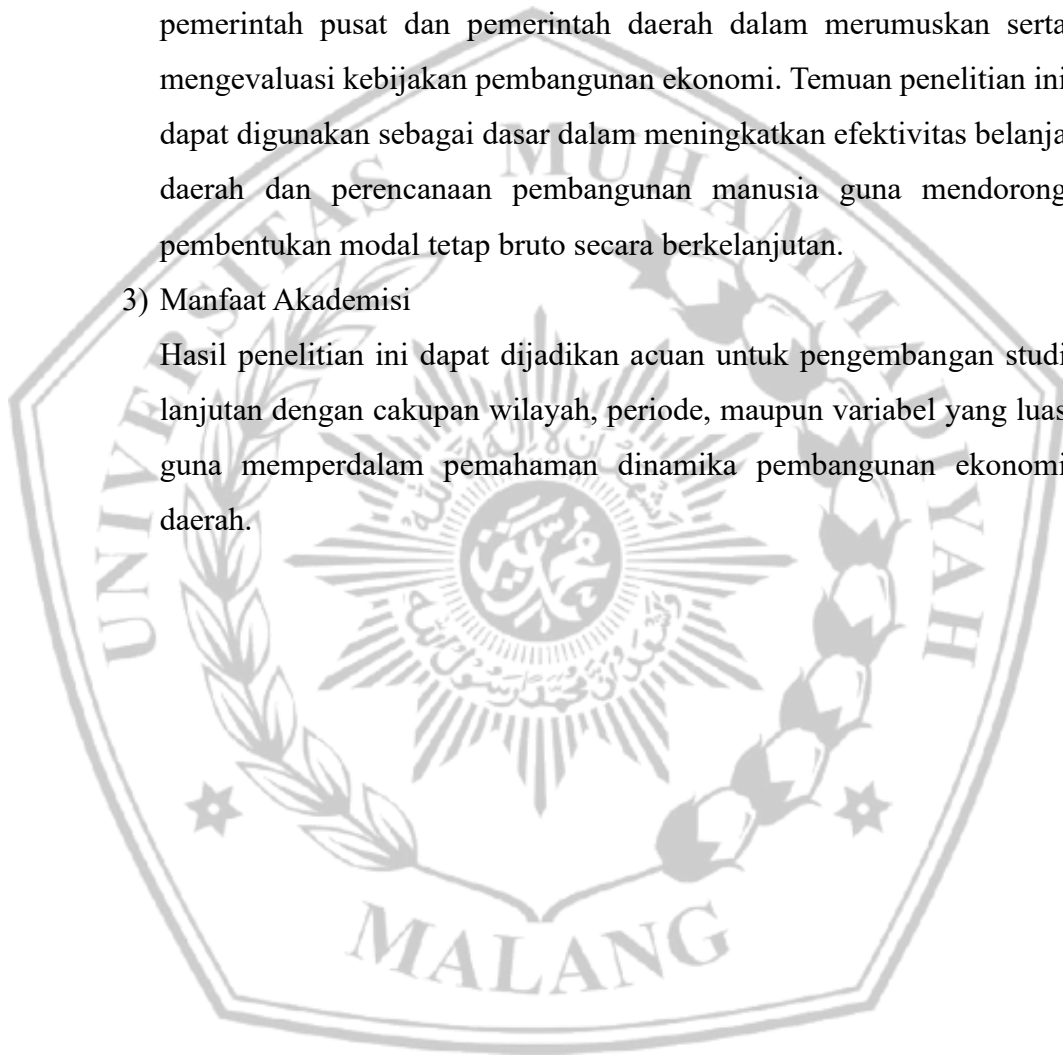 pemerintah pusat dan pemerintah daerah dalam merumuskan serta
mengevaluasi kebijakan pembangunan ekonomi. Temuan penelitian ini
dapat digunakan sebagai dasar dalam meningkatkan efektivitas belanja
daerah dan perencanaan pembangunan manusia guna mendorong
pembentukan modal tetap bruto secara berkelanjutan.
3) Manfaat Akademisi
Hasil penelitian ini dapat dijadikan acuan untuk pengembangan studi
lanjutan dengan cakupan wilayah, periode, maupun variabel yang luas
guna memperdalam pemahaman dinamika pembangunan ekonomi
daerah.
UNIVERSITAS MUHAMMADIYAH
MALANG